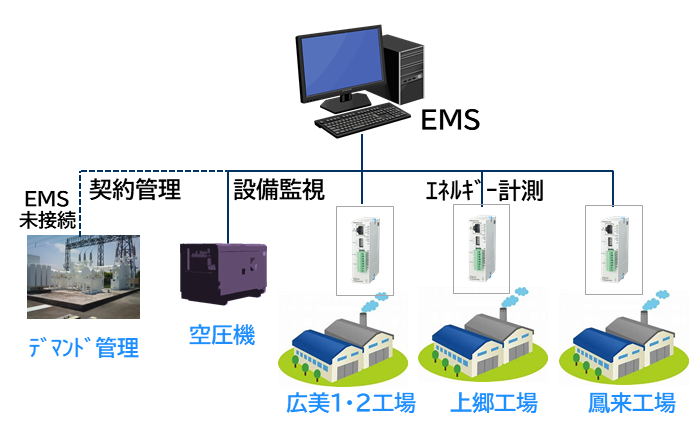 EMS
契約管理
設備監視
ｴﾈﾙｷﾞｰ計測
EMS
未接続
ﾃﾞﾏﾝﾄﾞ管理
空圧機
広美1・2工場
上郷工場
鳳来工場